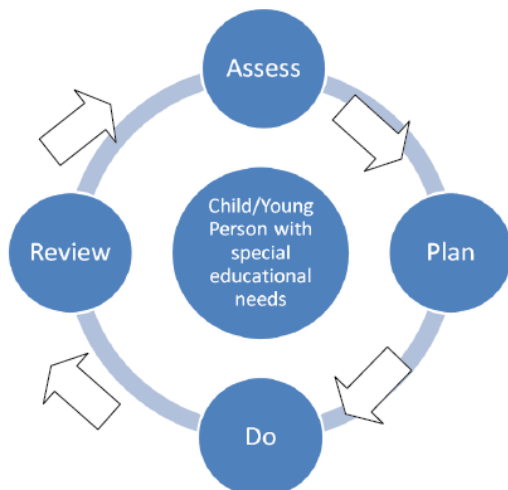 Assess
Child/Young
Person with
special
educational
needs
Review
Plan
Do